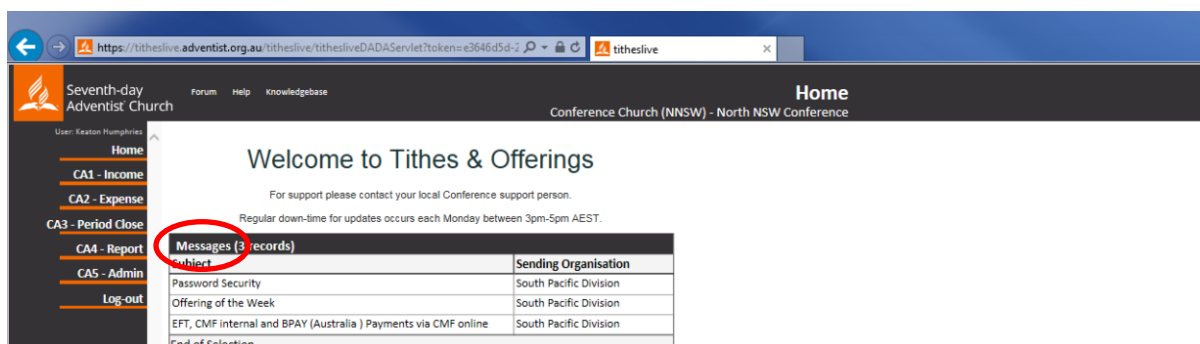 https://titheslive.adventist.org.au/titheslive/tithesliveDADAServlet?token=e3646d5d-2
titheslive
Seventh-day
Adventist Church
Forum Help Knowledgebase
Home
Conference Church (NNSW) - North NSW Conference
User: Keaton Humphries
Home
CA1 - Income
CA2 - Expense
CA3 - Period Close
CA4 - Report
CA5 - Admin
Log-out
Welcome to Tithes & Offerings
For support please contact your local Conference support person.
Regular down-time for updates occurs each Monday between 3pm-5pm AEST.
Messages (3 records)
Subject Sending Organisation
Password Security South Pacific Division
Offering of the Week South Pacific Division
EFT, CMF internal and BPAY (Australia ) Payments via CMF online South Pacific Division
End of Selection